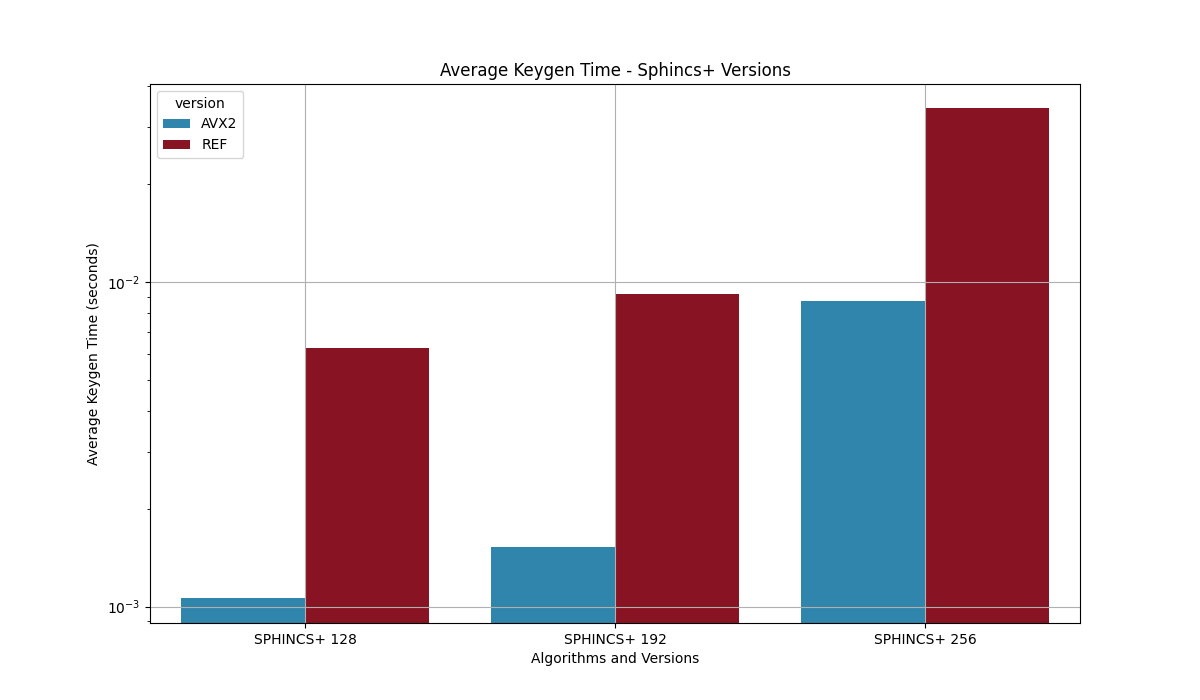 Average Keygen Time - Sphincs+ Versions
version
AVX2
REF
Average Keygen Time (seconds)
10⁻²
10⁻³
SPHINCS+ 128
SPHINCS+ 192
SPHINCS+ 256
Algorithms and Versions